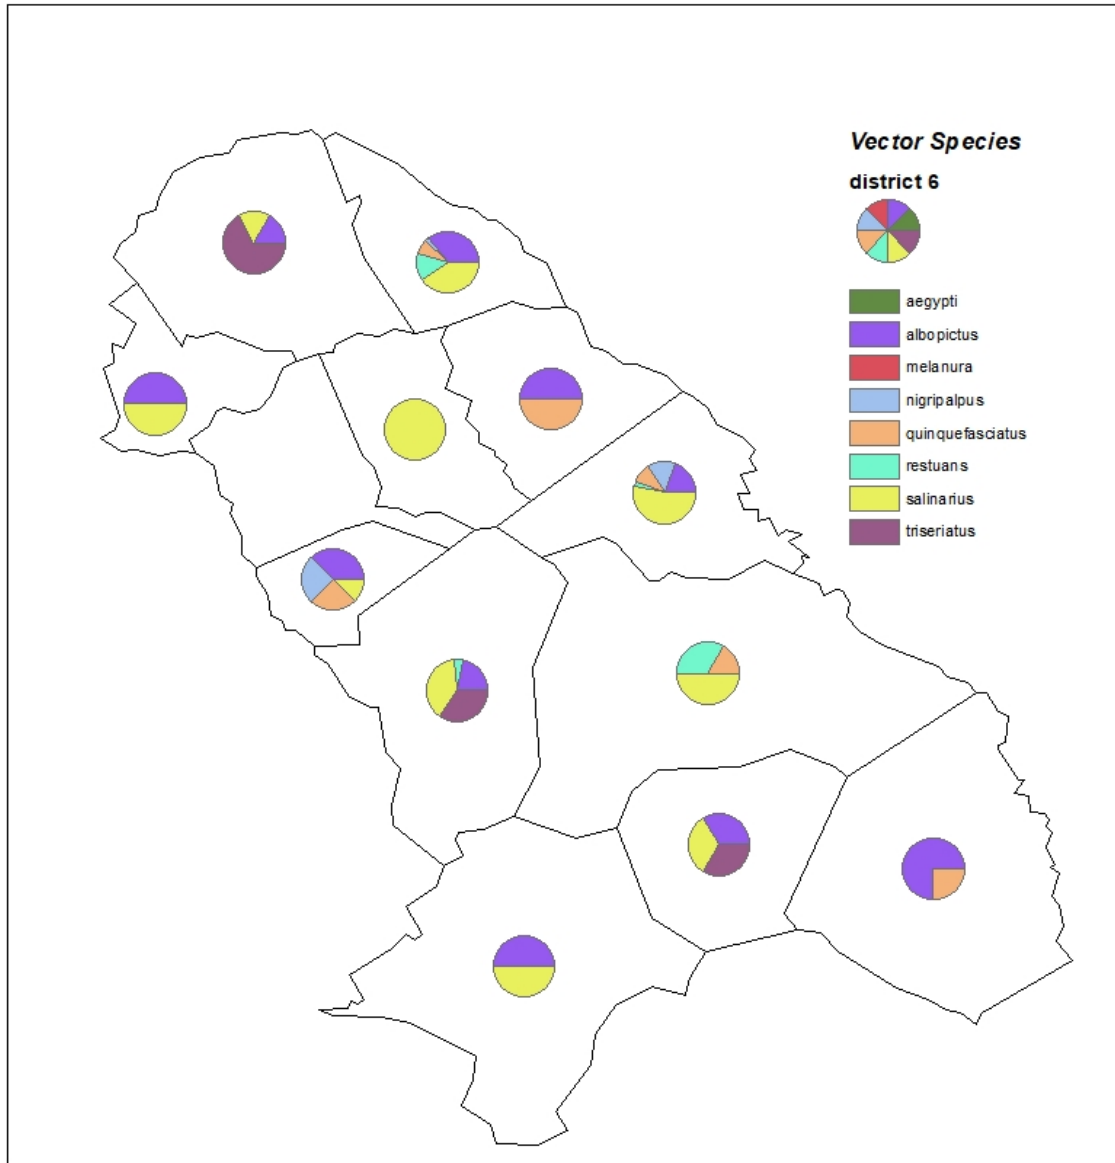 Vector Species
district 6
aegypti
albopictus
melanura
nigripalpus
quinquefasciatus
restuans
salinarius
triseriatus